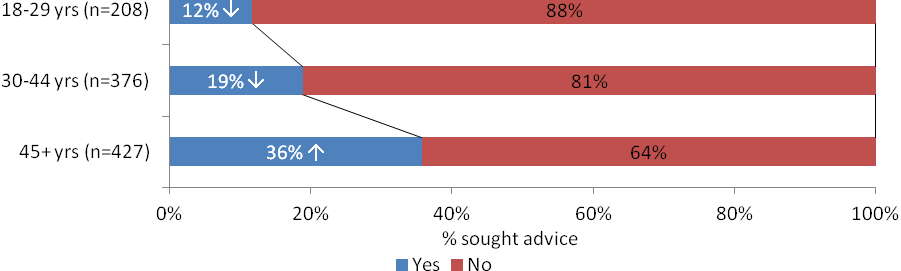 18-29 yrs (n=208) 12%↓ 88%
30-44 yrs (n=376) 19%↓ 81%
45+ yrs (n=427) 36%↑ 64%
0% 20% 40% 60% 80% 100%
% sought advice
Yes No